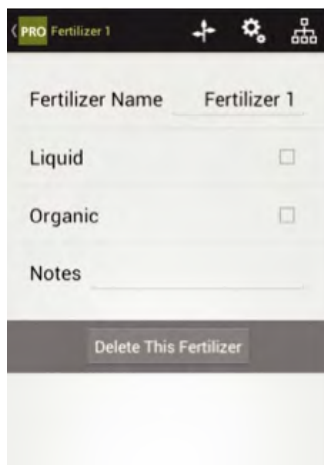 PRO Fertilizer 1
Fertilizer Name Fertilizer 1
Liquid
Organic
Notes
Delete This Fertilizer